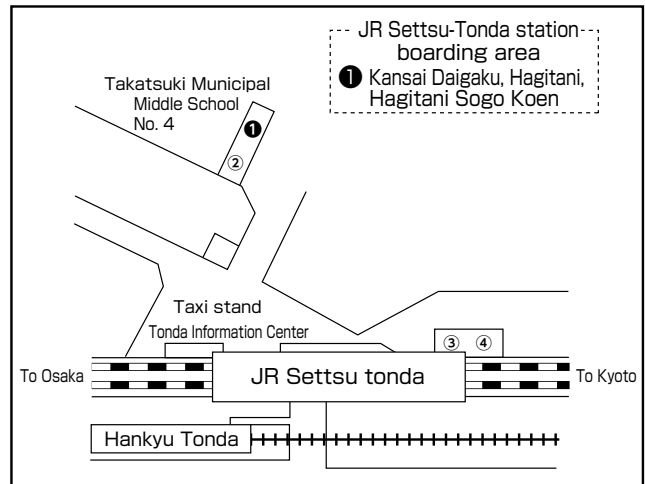 JR Settsu-Tonda station
boarding area
❶ Kansai Daigaku, Hagitani,
Hagitani Sogo Koen
Takatsuki Municipal
Middle School
No. 4
❶
②
Taxi stand
Tonda Information Center
③ ④
To Osaka
JR Settsu tonda
To Kyoto
Hankyu Tonda